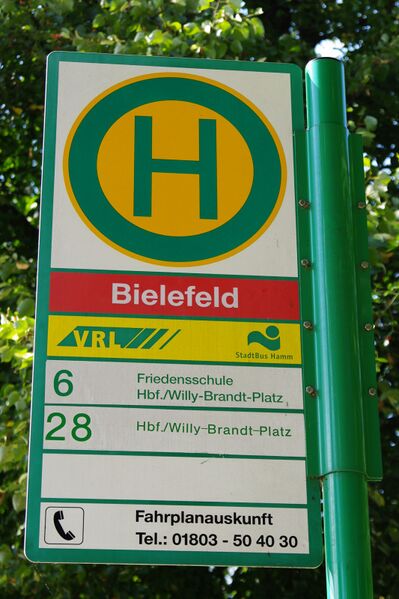 H
Bielefeld
VRL
StadtBus Hamm
6 Friedensschule
Hbf./Willy-Brandt-Platz
28 Hbf./Willy-Brandt-Platz
Fahrplanauskunft
Tel.: 01803 - 50 40 30